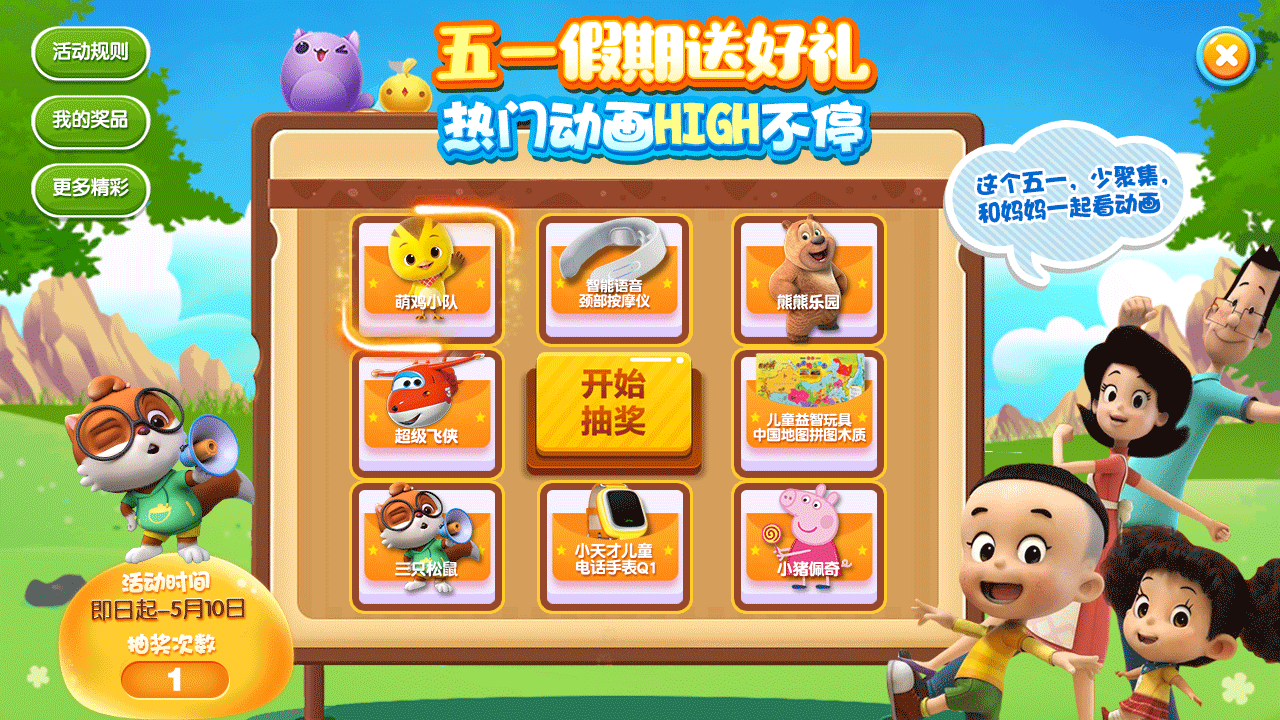 五一假期送好礼
热门动画HIGH不停
活动规则
我的奖品
更多精彩
这个五一，少聚集，
和妈妈一起看动画
萌鸡小队
智能语音
颈部按摩仪
熊熊乐园
超级飞侠
开始
抽奖
儿童益智玩具
中国地图拼图木质
三只松鼠
小天才儿童
电话手表Q1
小猪佩奇
活动时间
即日起-5月10日
抽奖次数
1